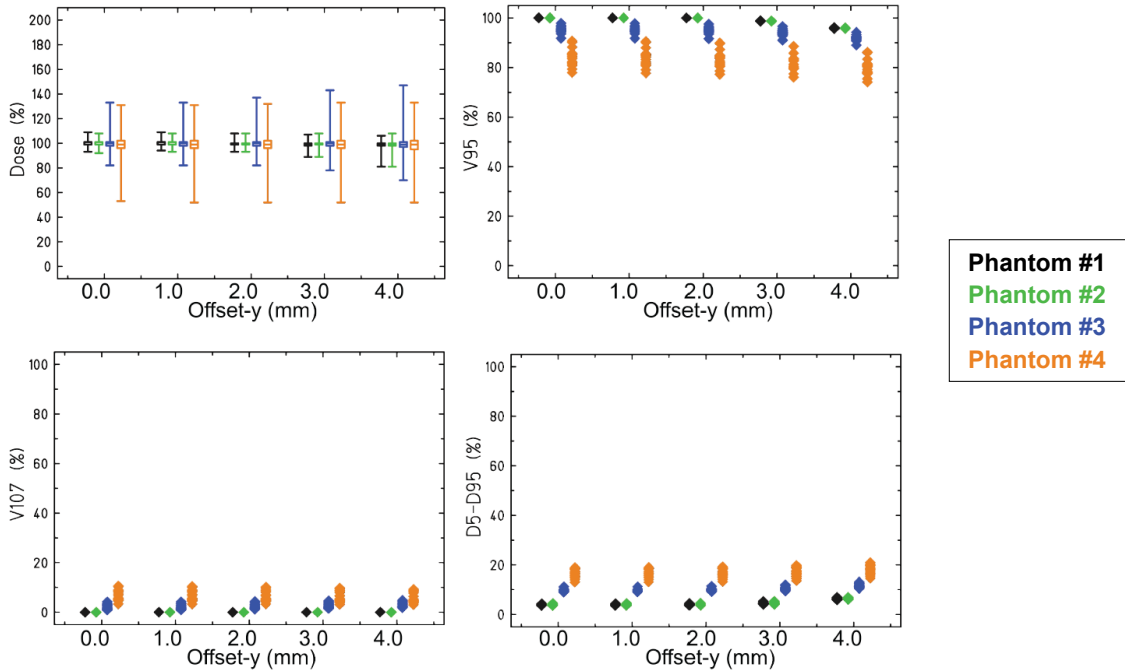 200
180
160
140
120
100
80
60
40
20
0
Dose (%)
0.0 1.0 2.0 3.0 4.0
Offset-y (mm)
100
80
60
40
20
0
V95 (%)
0.0 1.0 2.0 3.0 4.0
Offset-y (mm)
Phantom #1
Phantom #2
Phantom #3
Phantom #4
100
80
60
40
20
0
V107 (%)
0.0 1.0 2.0 3.0 4.0
Offset-y (mm)
100
80
60
40
20
0
D5-D95 (%)
0.0 1.0 2.0 3.0 4.0
Offset-y (mm)